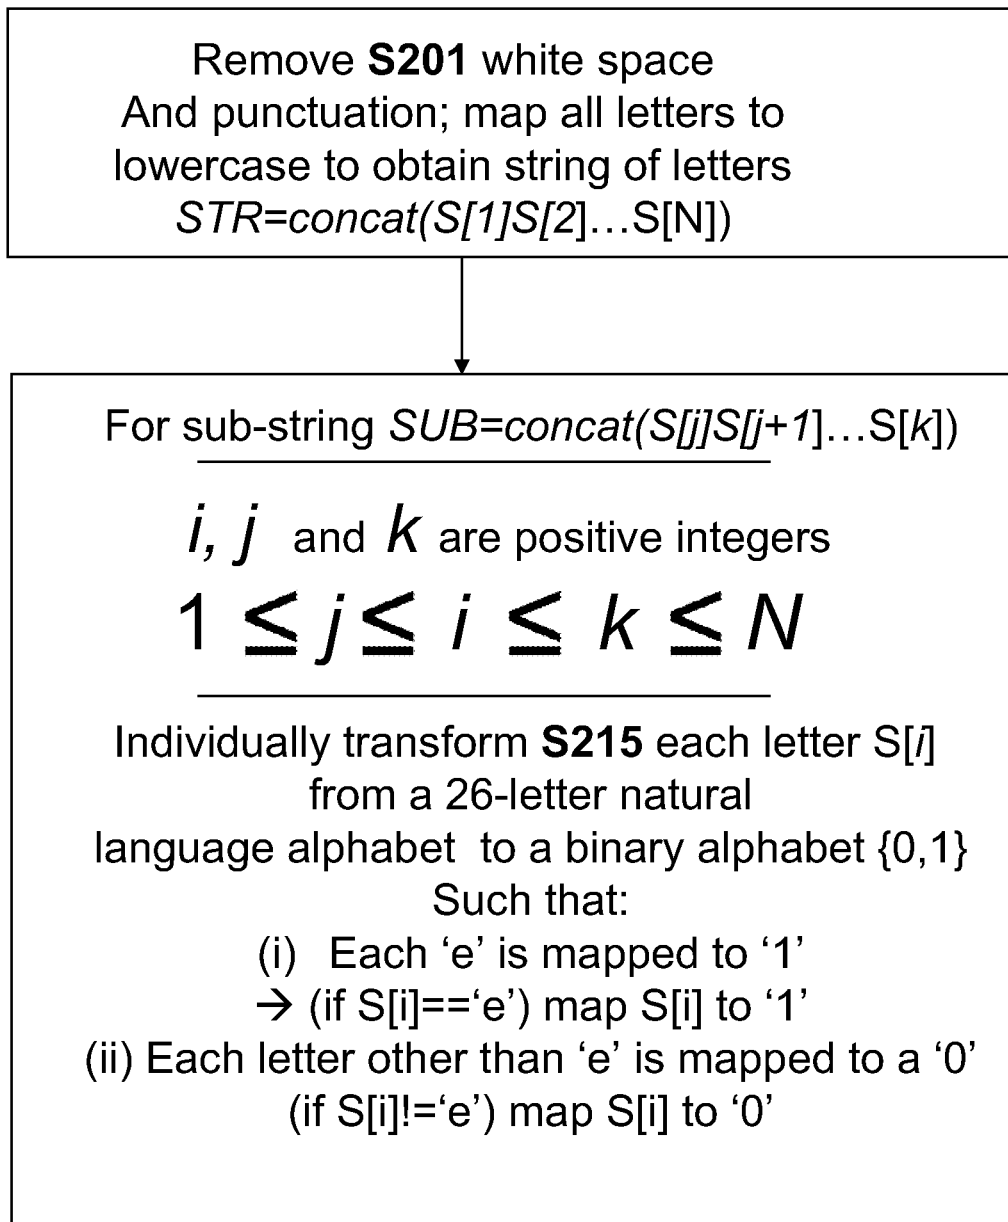 Remove S201 white space
And punctuation; map all letters to
lowercase to obtain string of letters
STR=concat(S[1]S[2]…S[N])
For sub-string SUB=concat(S[j]S[j+1]…S[k])
i, j and k are positive integers
1 ≤ j ≤ i ≤ k ≤ N
Individually transform S215 each letter S[i]
from a 26-letter natural
language alphabet to a binary alphabet {0,1}
Such that:
(i) Each ‘e’ is mapped to ‘1’
→ (if S[i]==‘e’) map S[i] to ‘1’
(ii) Each letter other than ‘e’ is mapped to a ‘0’
(if S[i]!=‘e’) map S[i] to ‘0’